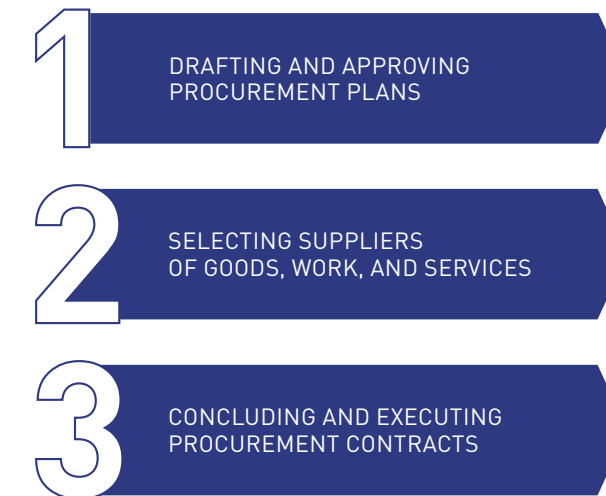 1
DRAFTING AND APPROVING
PROCUREMENT PLANS
2
SELECTING SUPPLIERS
OF GOODS, WORK, AND SERVICES
3
CONCLUDING AND EXECUTING
PROCUREMENT CONTRACTS